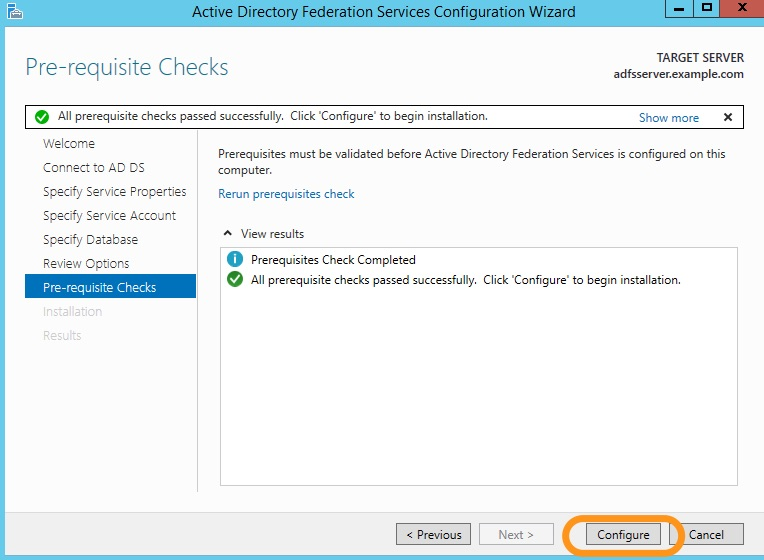 Active Directory Federation Services Configuration Wizard
Pre-requisite Checks
TARGET SERVER
adfsserver.example.com
All prerequisite checks passed successfully.  Click 'Configure' to begin installation.
Show more
Welcome
Connect to AD DS
Specify Service Properties
Specify Service Account
Specify Database
Review Options
Pre-requisite Checks
Installation
Results
Prerequisites must be validated before Active Directory Federation Services is configured on this
computer.
Rerun prerequisites check
View results
Prerequisites Check Completed
All prerequisite checks passed successfully.  Click 'Configure' to begin installation.
< Previous
Next >
Configure
Cancel